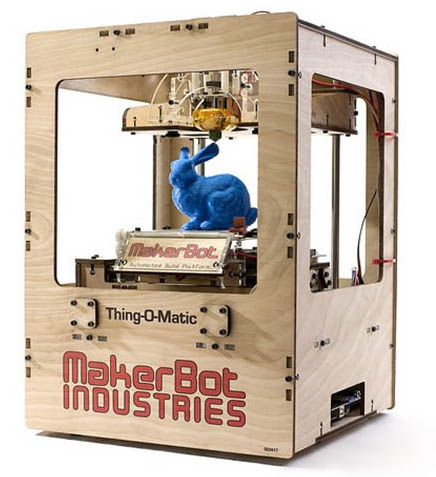 MakerBot
Automated Build Platform
Thing-O-Matic
MakerBot
INDUSTRIES